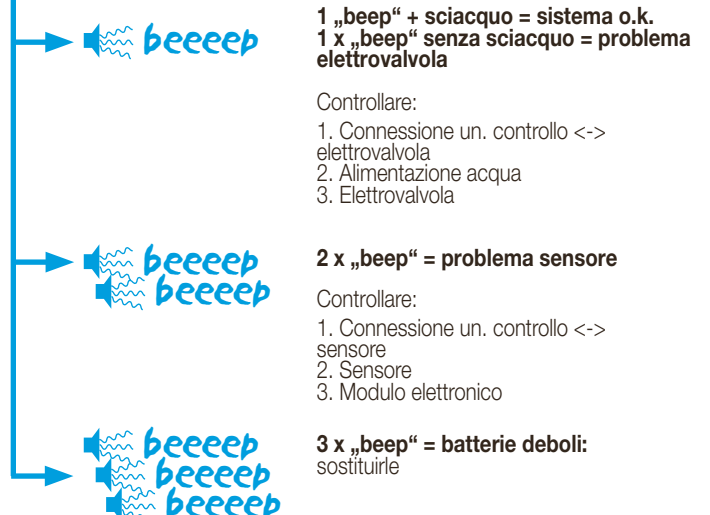 1 „beep“ + sciacquo = sistema o.k.
beeeep
1 x „beep“ senza sciacquo = problema
elettrovalvola
Controllare:
1. Connessione un. controllo <->
elettrovalvola
2. Alimentazione acqua
3. Elettrovalvola
beeeep
2 x „beep“ = problema sensore
beeeep
Controllare:
1. Connessione un. controllo <->
sensore
2. Sensore
3. Modulo elettronico
beeeep
3 x „beep“ = batterie deboli:
beeeep
sostituirle
beeeep